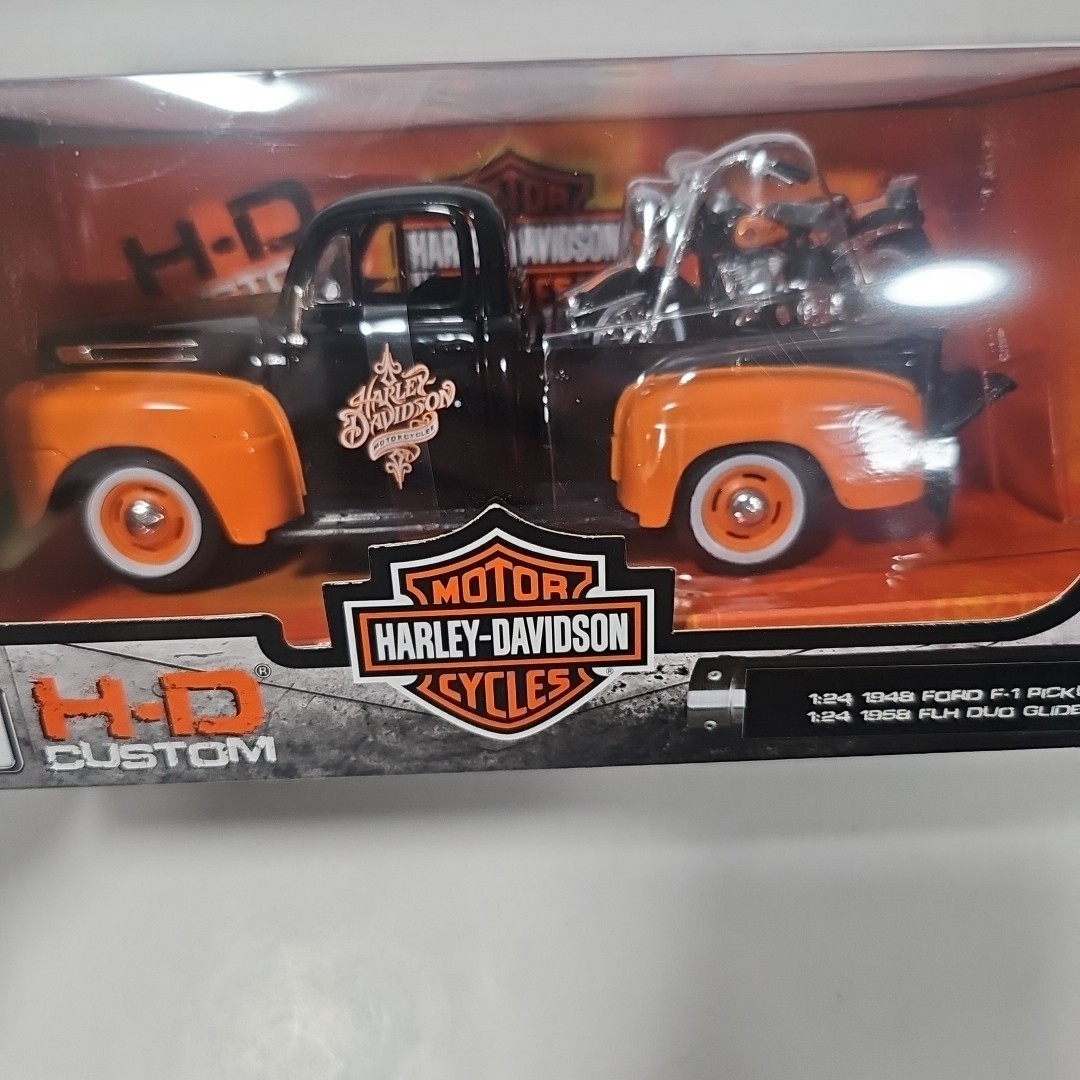 H-D
HARLEY-DAVIDSON
HARLEY-
DAVIDSON®
MOTORCYCLES
MOTOR
HARLEY-DAVIDSON
CYCLES®
H-D®
CUSTOM
1:24 1948 FORD F-1 PICK
1:24 1958 FLH DUO GLIDE